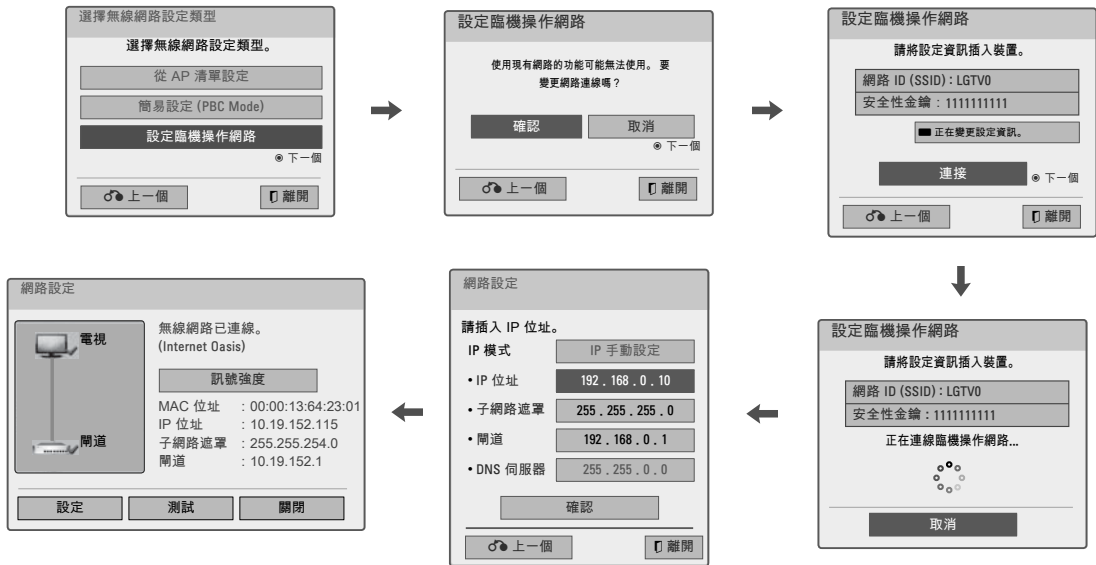 選擇無線網路設定類型
選擇無線網路設定類型。
從 AP 清單設定
簡易設定 (PBC Mode)
設定臨機操作網路
◉ 下一個
上一個
離開
設定臨機操作網路
使用現有網路的功能可能無法使用。 要
變更網路連線嗎？
確認
取消
◉ 下一個
上一個
離開
設定臨機操作網路
請將設定資訊插入裝置。
網路 ID (SSID) : LGTV0
安全性金鑰 : 1111111111
正在變更設定資訊。
連接
◉ 下一個
上一個
離開
設定臨機操作網路
請將設定資訊插入裝置。
網路 ID (SSID) : LGTV0
安全性金鑰 : 1111111111
正在連線臨機操作網路...
取消
網路設定
請插入 IP 位址。
IP 模式 IP 手動設定
• IP 位址 192 . 168 . 0 . 10
• 子網路遮罩 255 . 255 . 255 . 0
• 閘道 192 . 168 . 0 . 1
• DNS 伺服器 255 . 255 . 0 . 0
確認
上一個
離開
網路設定
電視
閘道
無線網路已連線。
(Internet Oasis)
訊號強度
MAC 位址 : 00:00:13:64:23:01
IP 位址 : 10.19.152.115
子網路遮罩 : 255.255.254.0
閘道 : 10.19.152.1
設定
測試
關閉